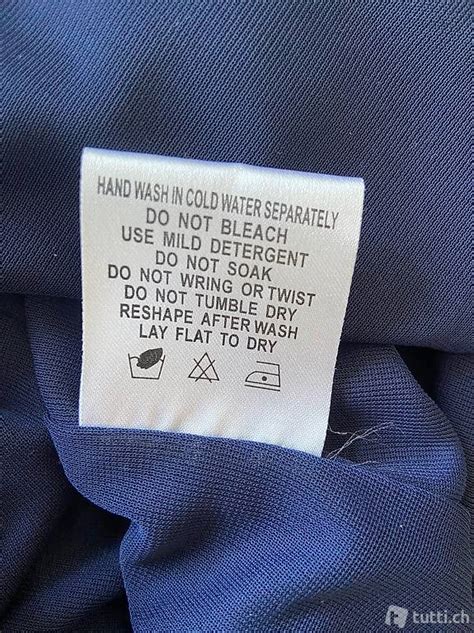 HAND WASH IN COLD WATER SEPARATELY
DO NOT BLEACH
USE MILD DETERGENT
DO NOT SOAK
DO NOT WRING OR TWIST
DO NOT TUMBLE DRY
RESHAPE AFTER WASH
LAY FLAT TO DRY
tutti.ch